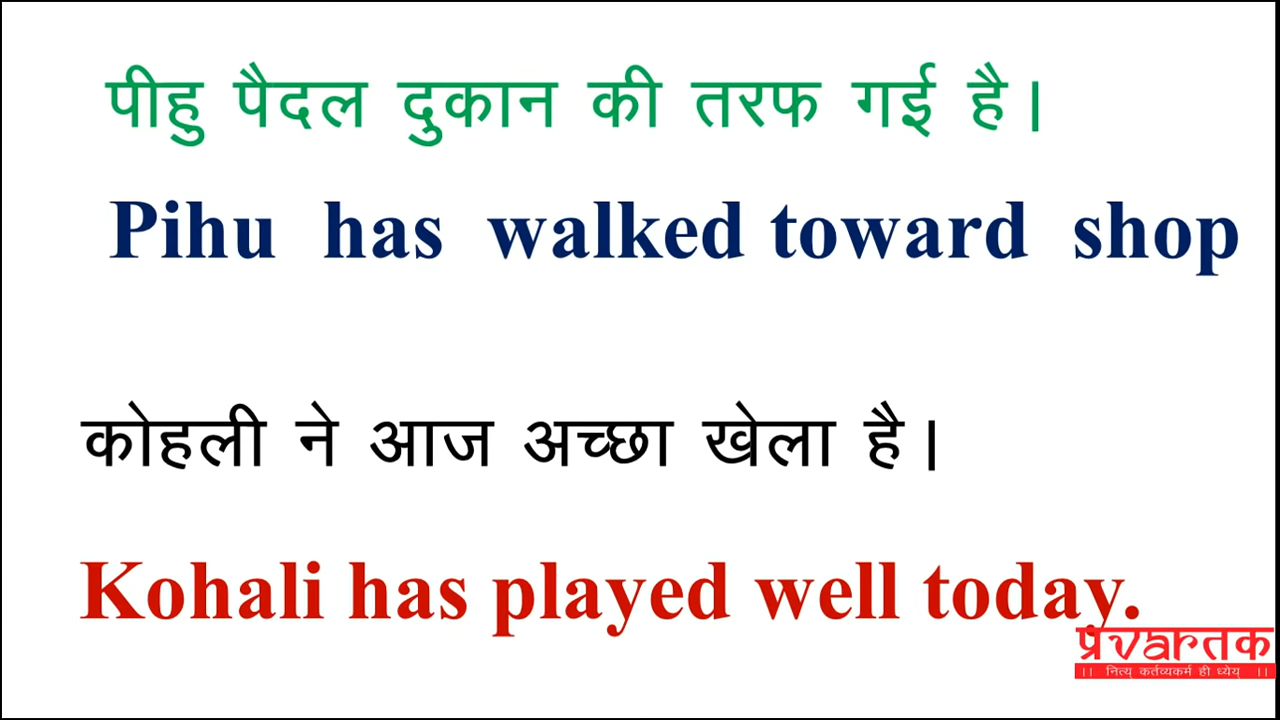 पीहु पैदल दुकान की तरफ गई है।
Pihu has walked toward shop
कोहली ने आज अच्छा खेला है।
Kohali has played well today.
प्रvarतक
।। नित्य् कर्तव्यकर्म ही ध्येय् ।।